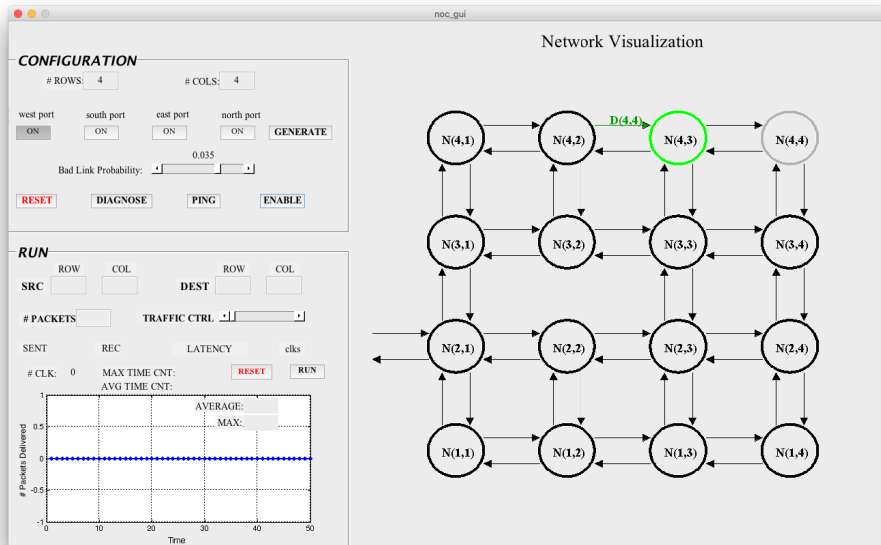 noc_gui
CONFIGURATION
# ROWS: 4 # COLS: 4
west port south port east port north port
ON ON ON ON GENERATE
0.035
Bad Link Probability:
RESET DIAGNOSE PING ENABLE
RUN
ROW COL ROW COL
SRC DEST
# PACKETS TRAFFIC CTRL
SENT REC LATENCY clks
# CLK: 0 MAX TIME CNT: RESET RUN
AVG TIME CNT:
AVERAGE:
MAX:
# Packets Delivered
1
0.5
0
-0.5
-1
0 10 20 30 40 50
Time
Network Visualization
D(4,4)
N(4,1) N(4,2) N(4,3) N(4,4)
N(3,1) N(3,2) N(3,3) N(3,4)
N(2,1) N(2,2) N(2,3) N(2,4)
N(1,1) N(1,2) N(1,3) N(1,4)